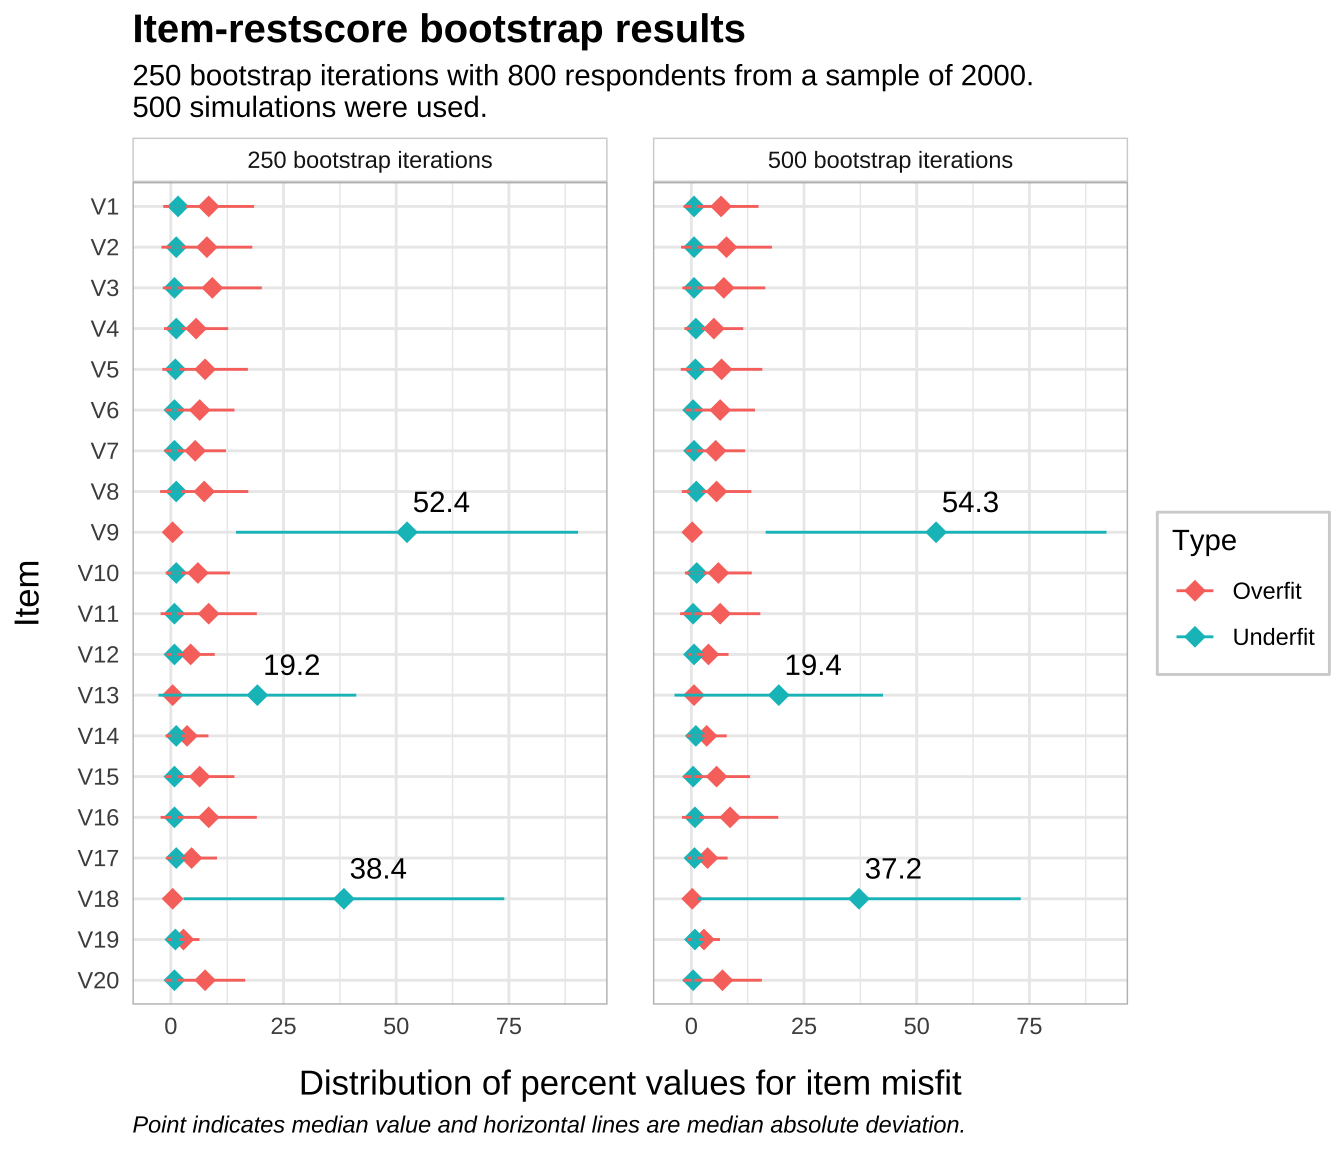 Item-restscore bootstrap results
250 bootstrap iterations with 800 respondents from a sample of 2000.
500 simulations were used.
250 bootstrap iterations
500 bootstrap iterations
Item
V1
V2
V3
V4
V5
V6
V7
V8
V9
V10
V11
V12
V13
V14
V15
V16
V17
V18
V19
V20
52.4
19.2
38.4
54.3
19.4
37.2
0 25 50 75
0 25 50 75
Type
Overfit
Underfit
Distribution of percent values for item misfit
Point indicates median value and horizontal lines are median absolute deviation.